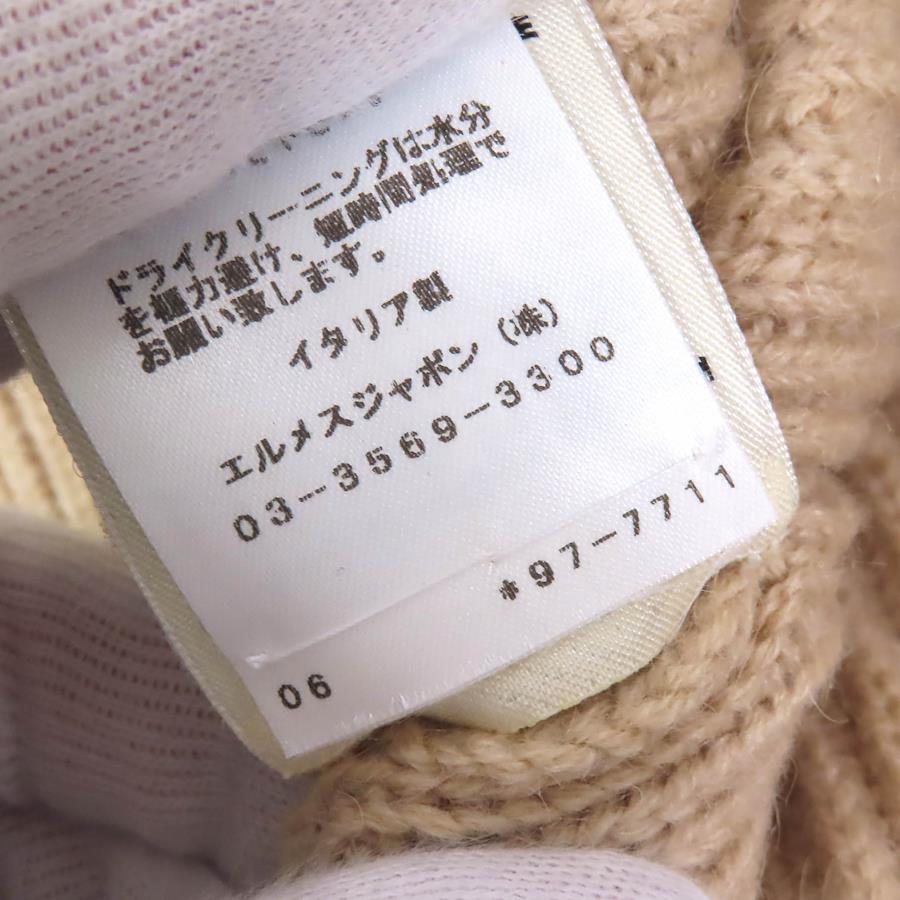 ドライクリーニングは水分
を極力避け、短時間処理で
お願い致します。
イタリア製
エルメスジャポン（株）
03-3569-3300
*97-7711
06